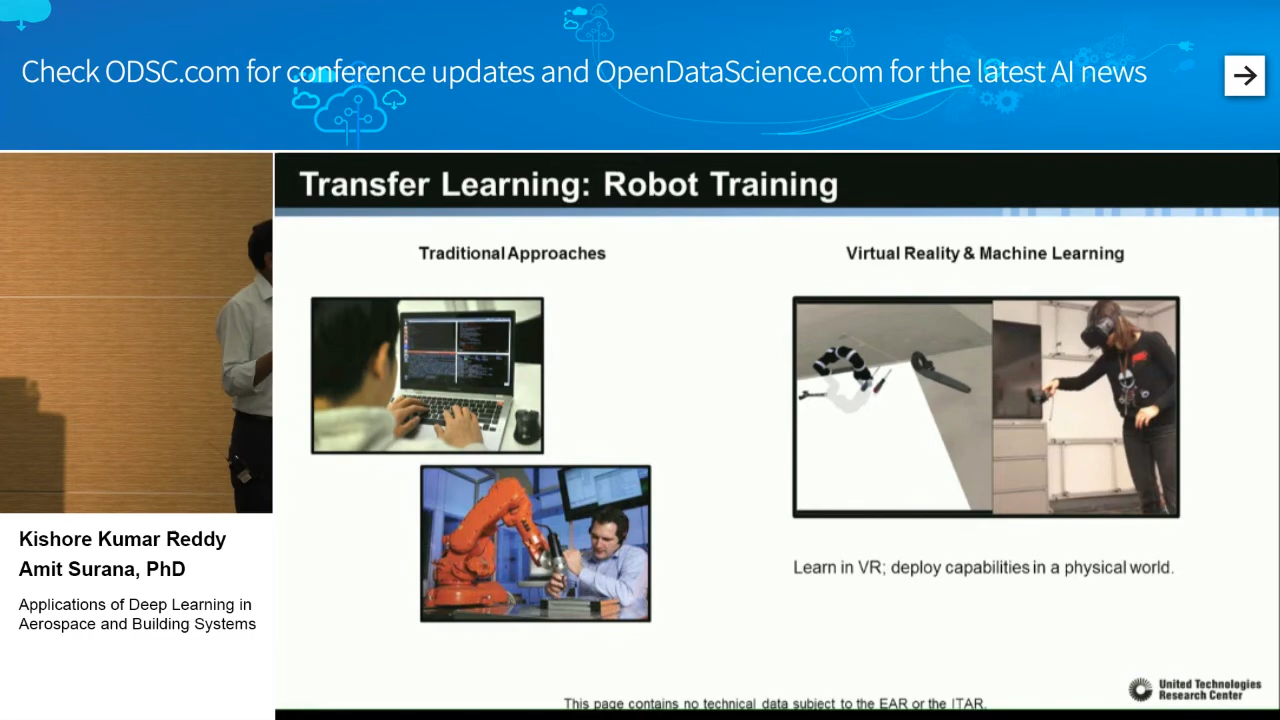 Check ODSC.com for conference updates and OpenDataScience.com for the latest AI news
Transfer Learning: Robot Training
Traditional Approaches
Virtual Reality & Machine Learning
Learn in VR; deploy capabilities in a physical world.
Kishore Kumar Reddy
Amit Surana, PhD
Applications of Deep Learning in
Aerospace and Building Systems
United Technologies
Research Center
This page contains no technical data subject to the EAR or the ITAR.